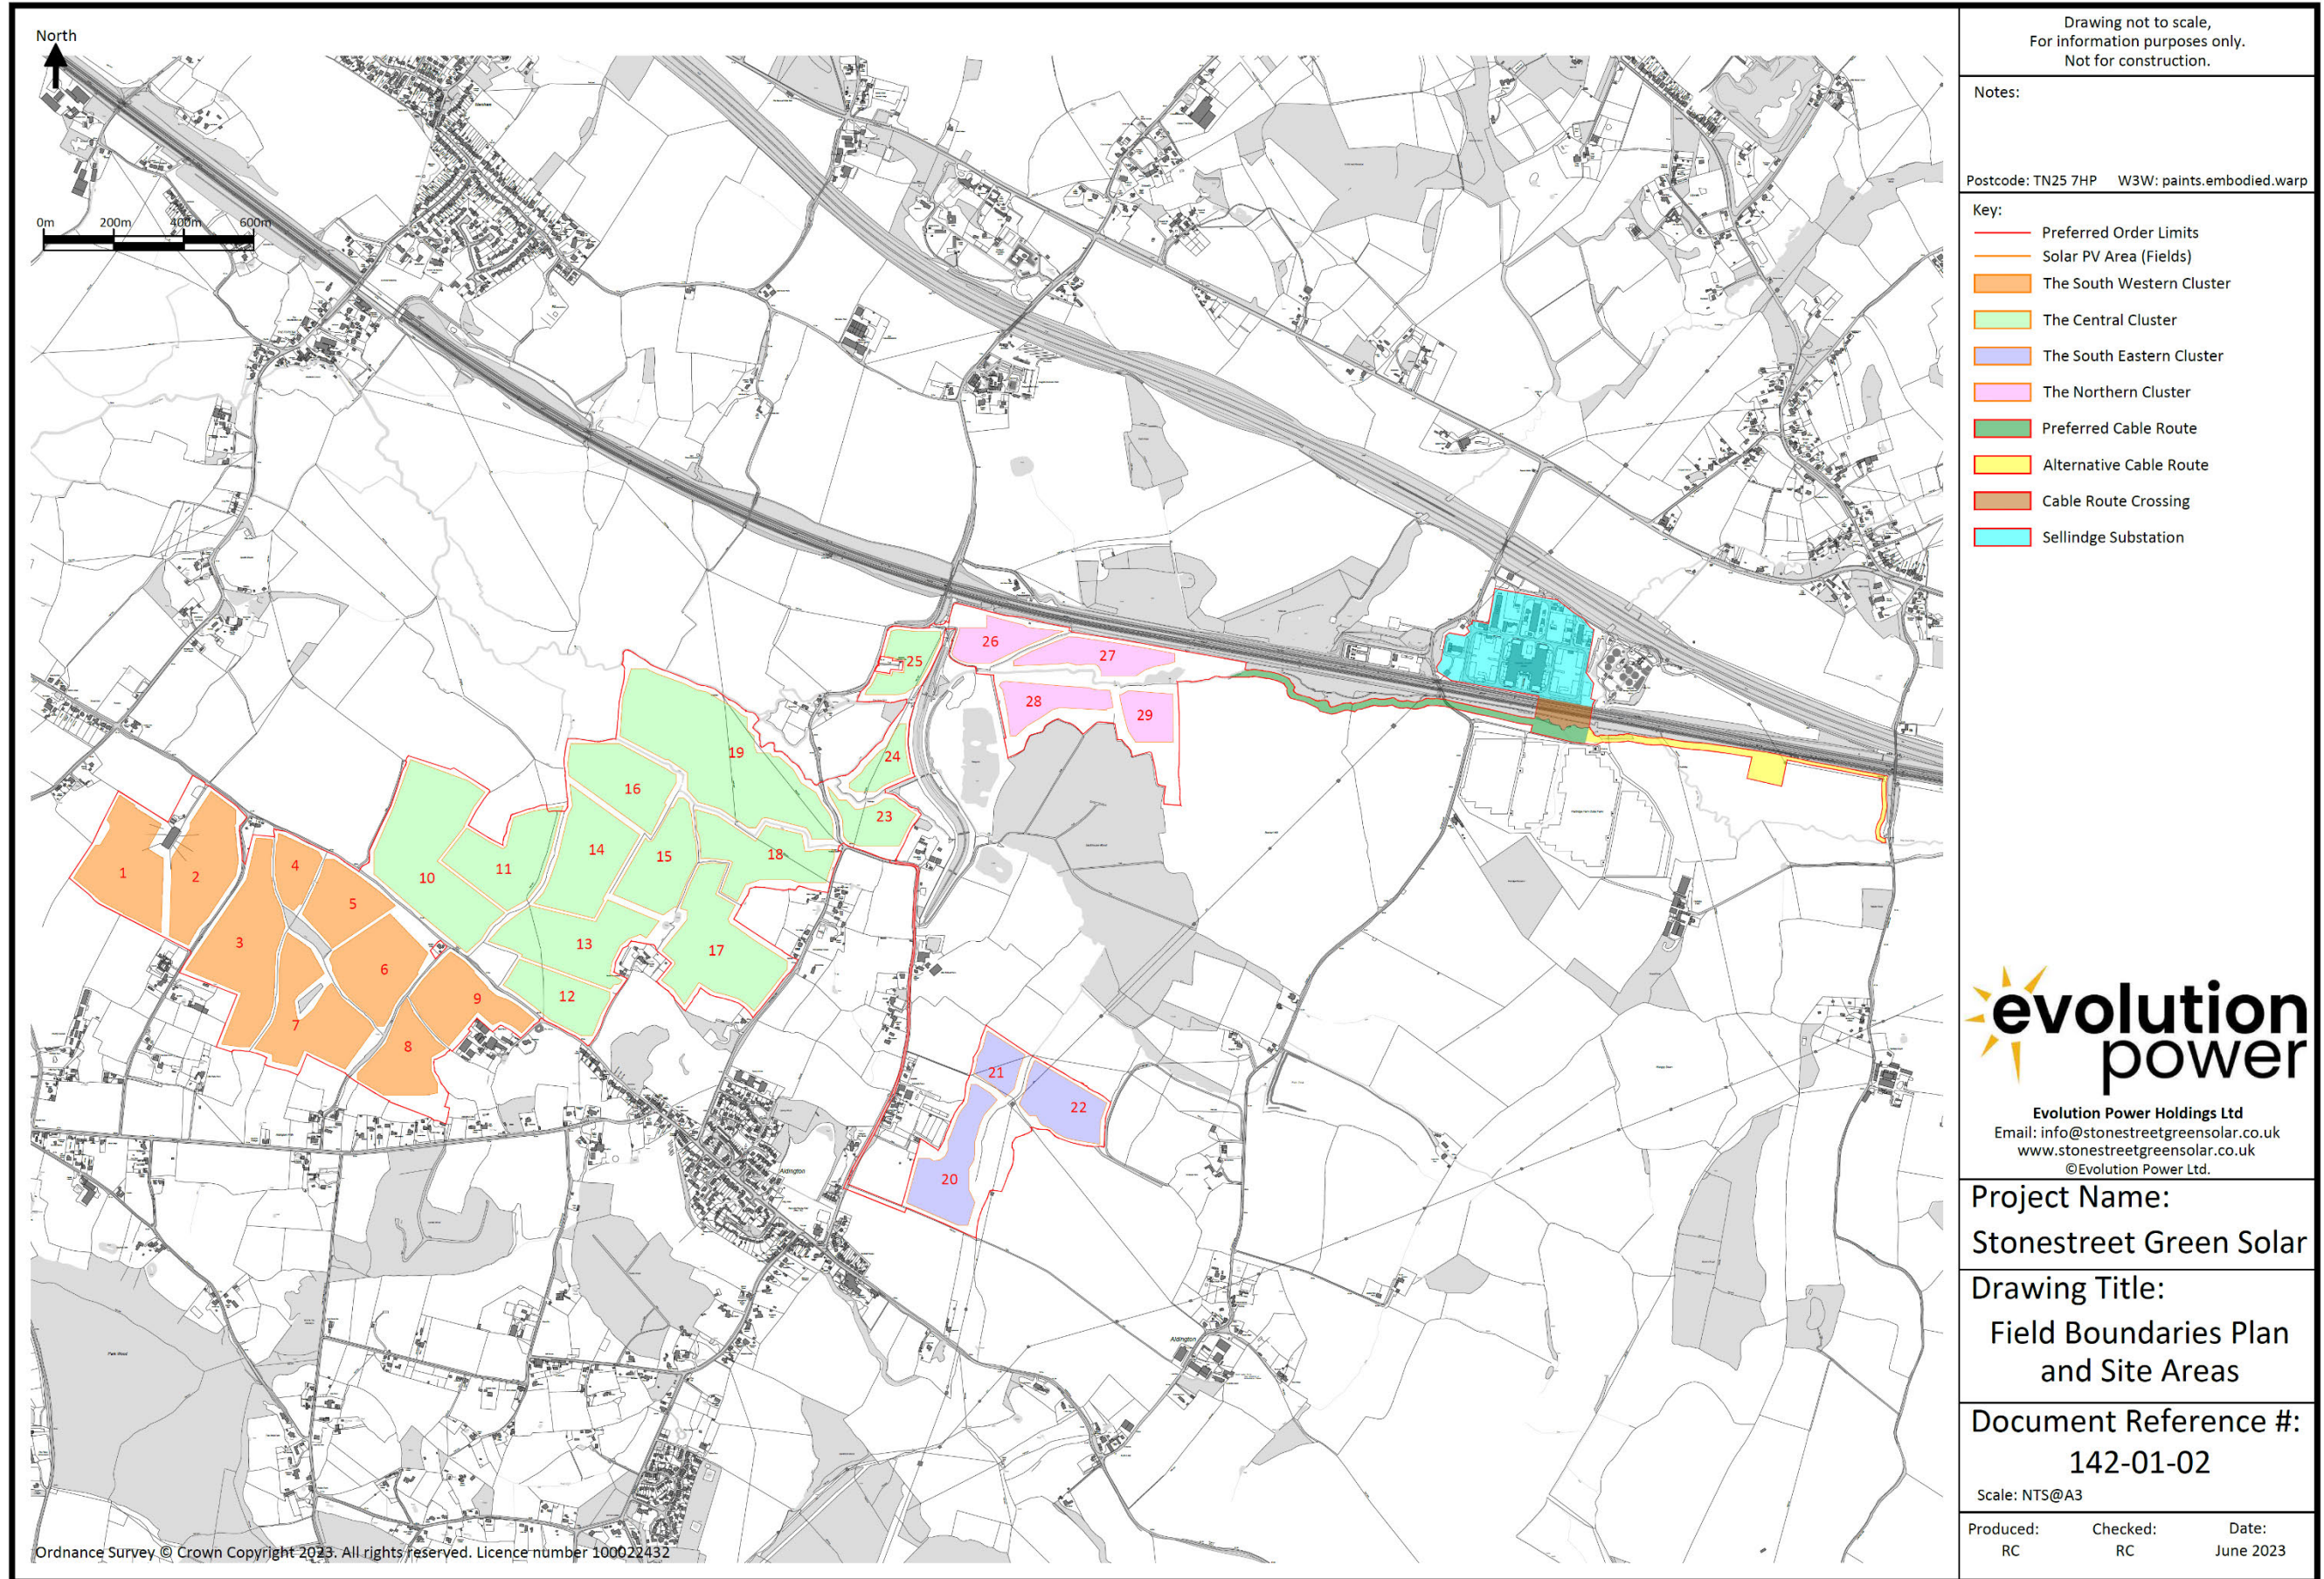 North
0m 200m 400m 600m
26
27
25
28
29
24
19
16
23
14
15
18
11
10
1
2
4
5
3
13
17
6
12
9
7
8
21
22
20
Aldington
Aldington
Ordnance Survey © Crown Copyright 2023. All rights reserved. Licence number 100022432
Drawing not to scale,
For information purposes only.
Not for construction.
Notes:
Postcode: TN25 7HP W3W: paints.embodied.warp
Key:
Preferred Order Limits
Solar PV Area (Fields)
The South Western Cluster
The Central Cluster
The South Eastern Cluster
The Northern Cluster
Preferred Cable Route
Alternative Cable Route
Cable Route Crossing
Sellindge Substation
evolution
power
Evolution Power Holdings Ltd
Email: info@stonestreetgreensolar.co.uk
www.stonestreetgreensolar.co.uk
©Evolution Power Ltd.
Project Name:
Stonestreet Green Solar
Drawing Title:
Field Boundaries Plan
and Site Areas
Document Reference #:
142-01-02
Scale: NTS@A3
Produced: Checked: Date:
RC RC June 2023